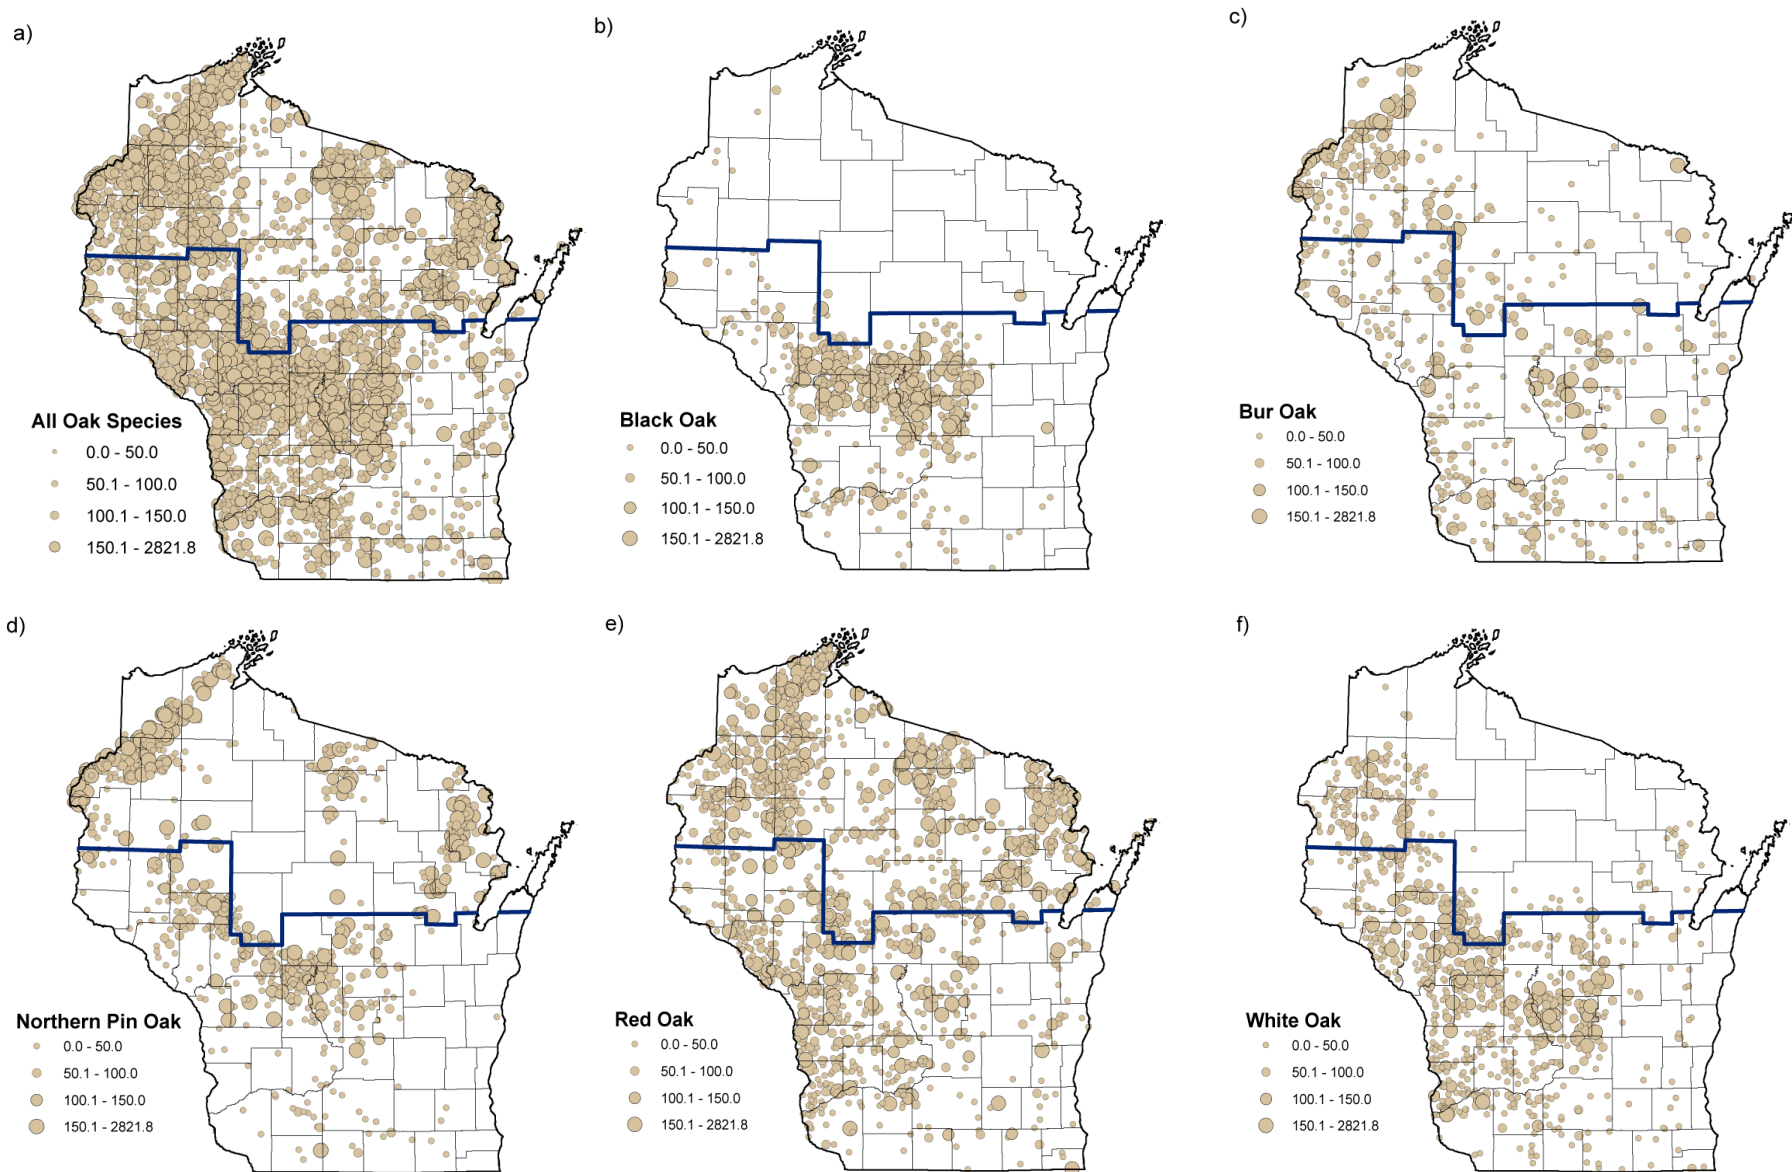 a)
All Oak Species
0.0 - 50.0
50.1 - 100.0
100.1 - 150.0
150.1 - 2821.8
b)
Black Oak
0.0 - 50.0
50.1 - 100.0
100.1 - 150.0
150.1 - 2821.8
c)
Bur Oak
0.0 - 50.0
50.1 - 100.0
100.1 - 150.0
150.1 - 2821.8
d)
Northern Pin Oak
0.0 - 50.0
50.1 - 100.0
100.1 - 150.0
150.1 - 2821.8
e)
Red Oak
0.0 - 50.0
50.1 - 100.0
100.1 - 150.0
150.1 - 2821.8
f)
White Oak
0.0 - 50.0
50.1 - 100.0
100.1 - 150.0
150.1 - 2821.8